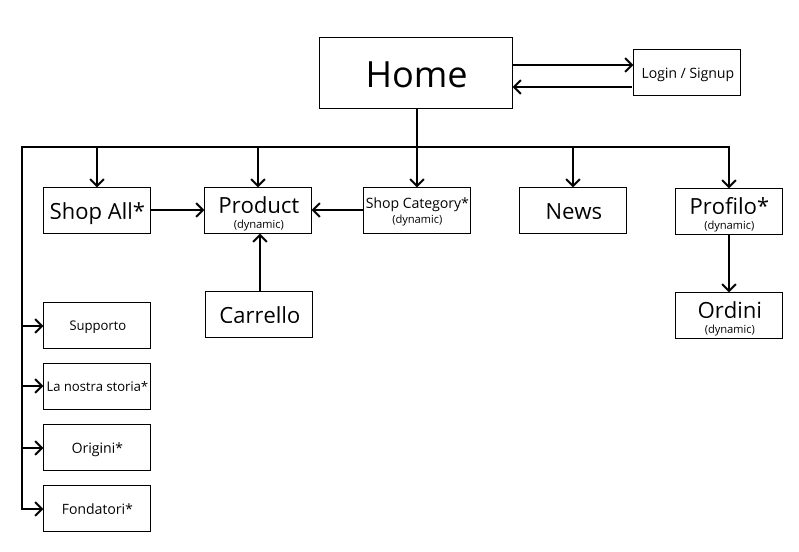 Home
Login / Signup
Shop All*
Product
(dynamic)
Shop Category*
(dynamic)
News
Profilo*
(dynamic)
Carrello
Ordini
(dynamic)
Supporto
La nostra storia*
Origini*
Fondatori*